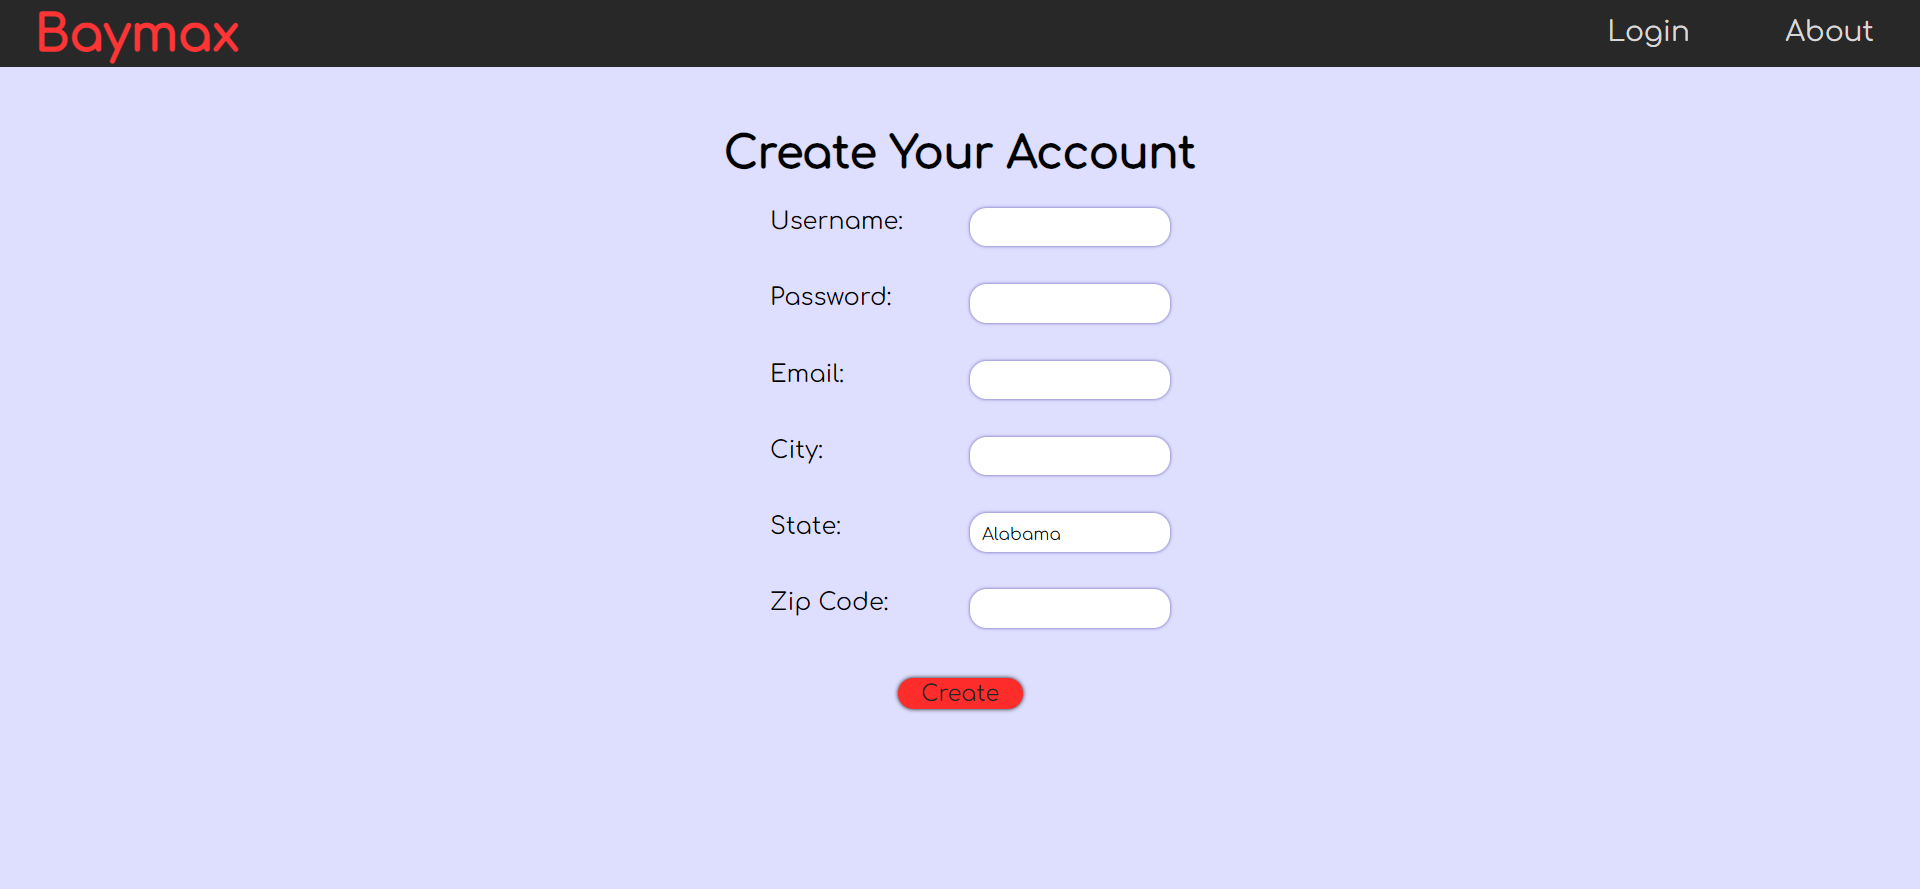 Baymax Login About
Create Your Account
Username:
Password:
Email:
City:
State: Alabama
Zip Code:
Create